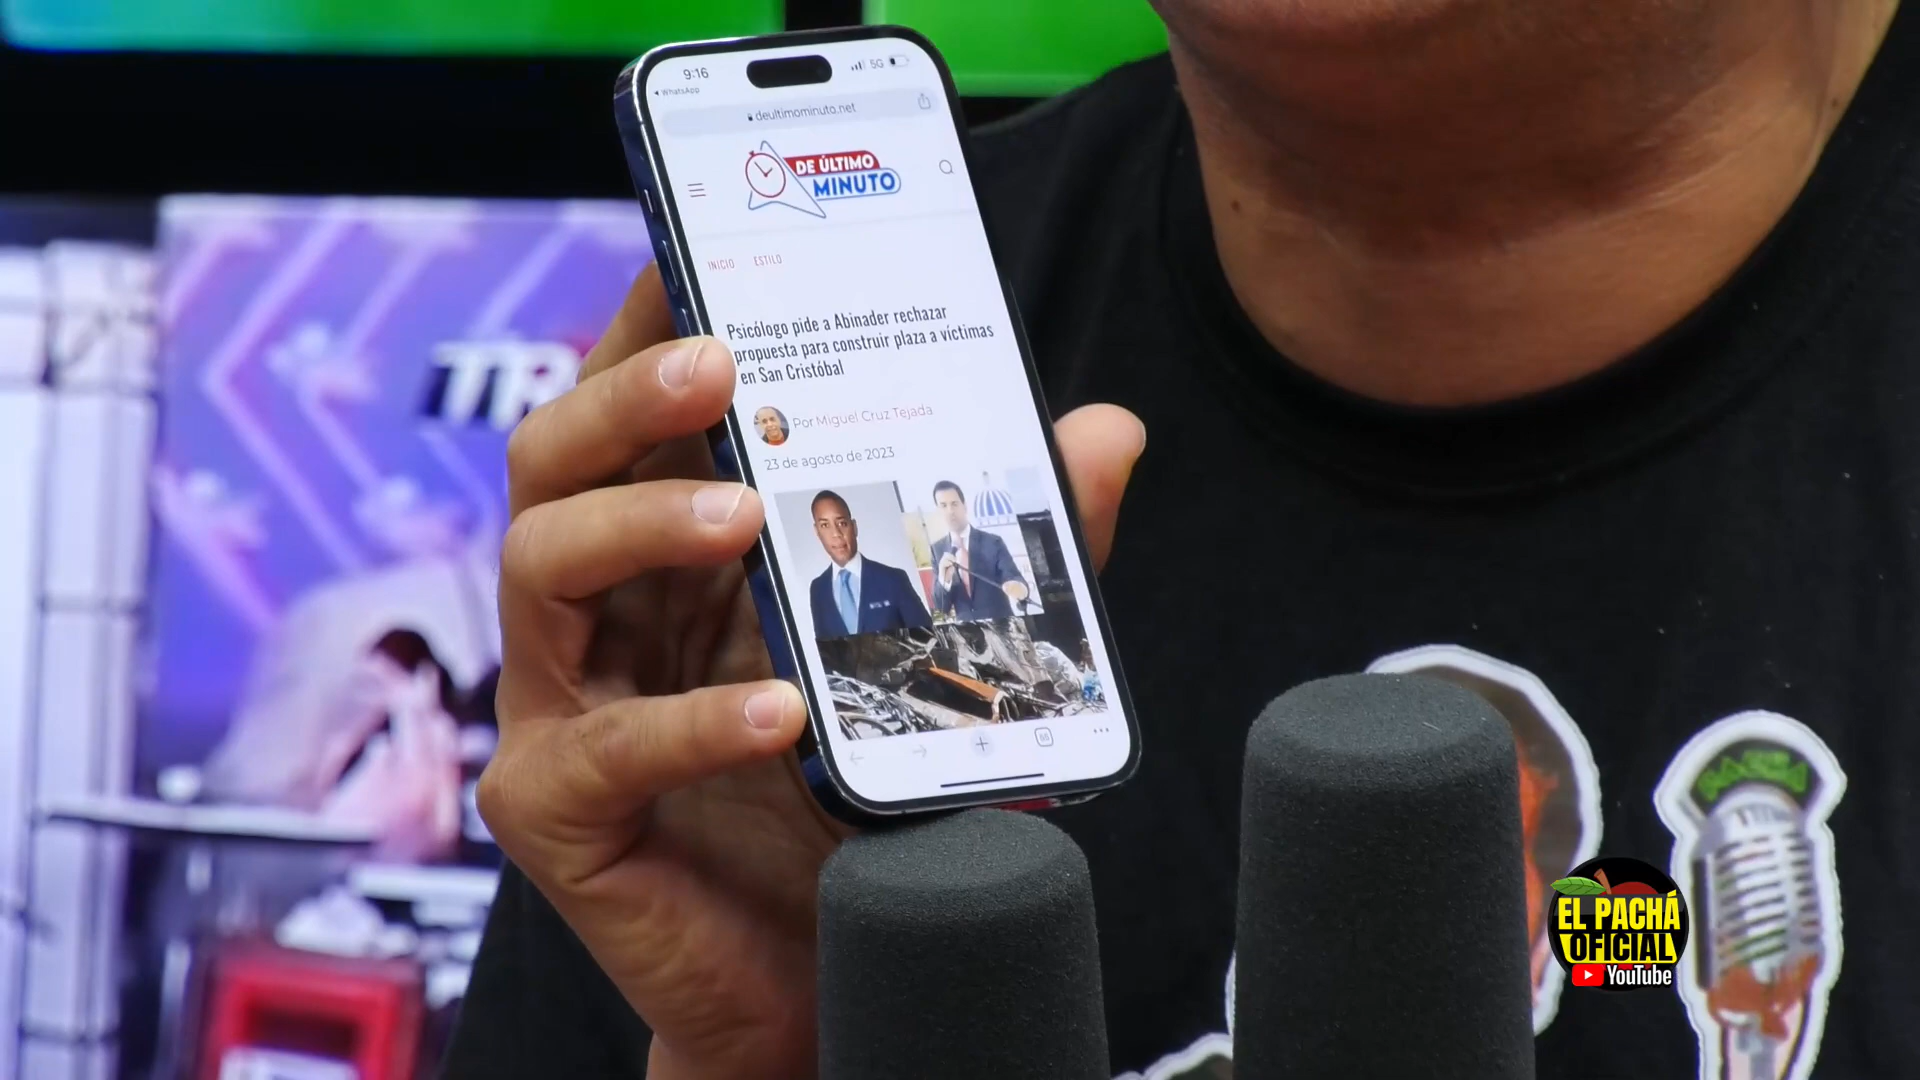 9:16
5G
WhatsApp
deultimominuto.net
DE ÚLTIMO
MINUTO
INICIO ESTILO
Psicólogo pide a Abinader rechazar
propuesta para construir plaza a víctimas
en San Cristóbal
Por Miguel Cruz Tejada
23 de agosto de 2023
EL PACHÁ
OFICIAL
YouTube